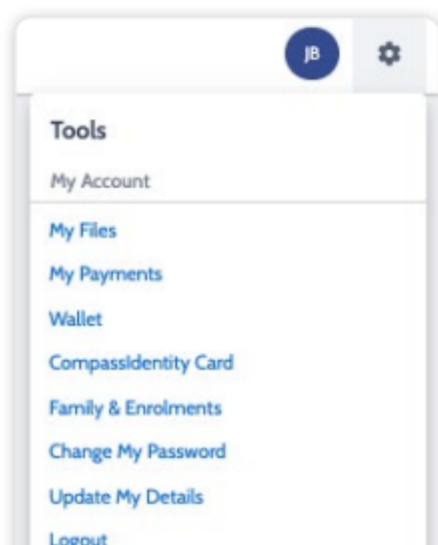 JB
Tools
My Account
My Files
My Payments
Wallet
CompassIdentity Card
Family & Enrolments
Change My Password
Update My Details
Logout